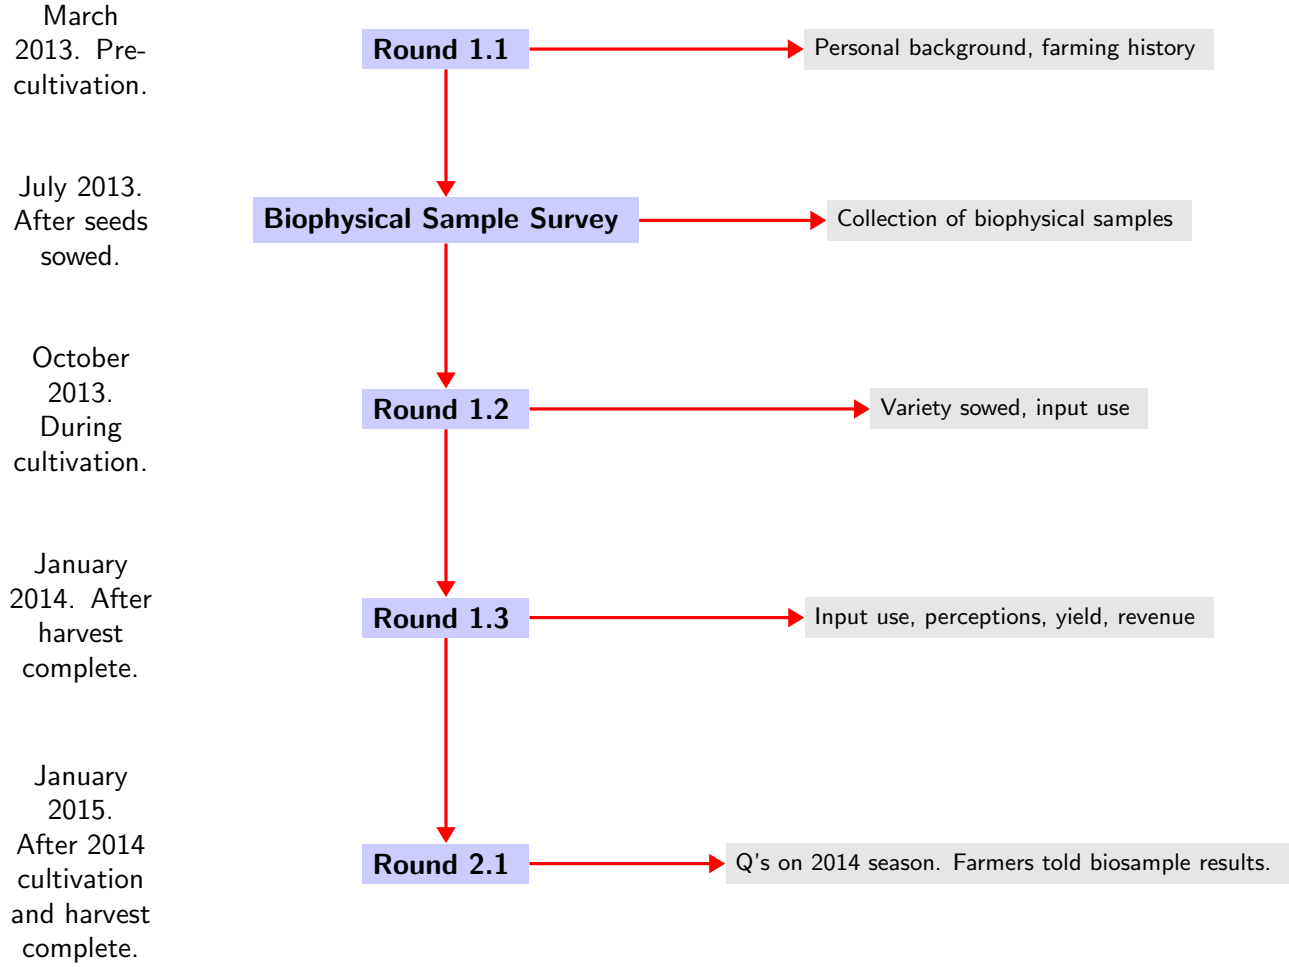 March
2013. Pre-
cultivation.
Round 1.1
Personal background, farming history
July 2013.
After seeds
sowed.
Biophysical Sample Survey
Collection of biophysical samples
October
2013.
During
cultivation.
Round 1.2
Variety sowed, input use
January
2014. After
harvest
complete.
Round 1.3
Input use, perceptions, yield, revenue
January
2015.
After 2014
cultivation
and harvest
complete.
Round 2.1
Q's on 2014 season. Farmers told biosample results.